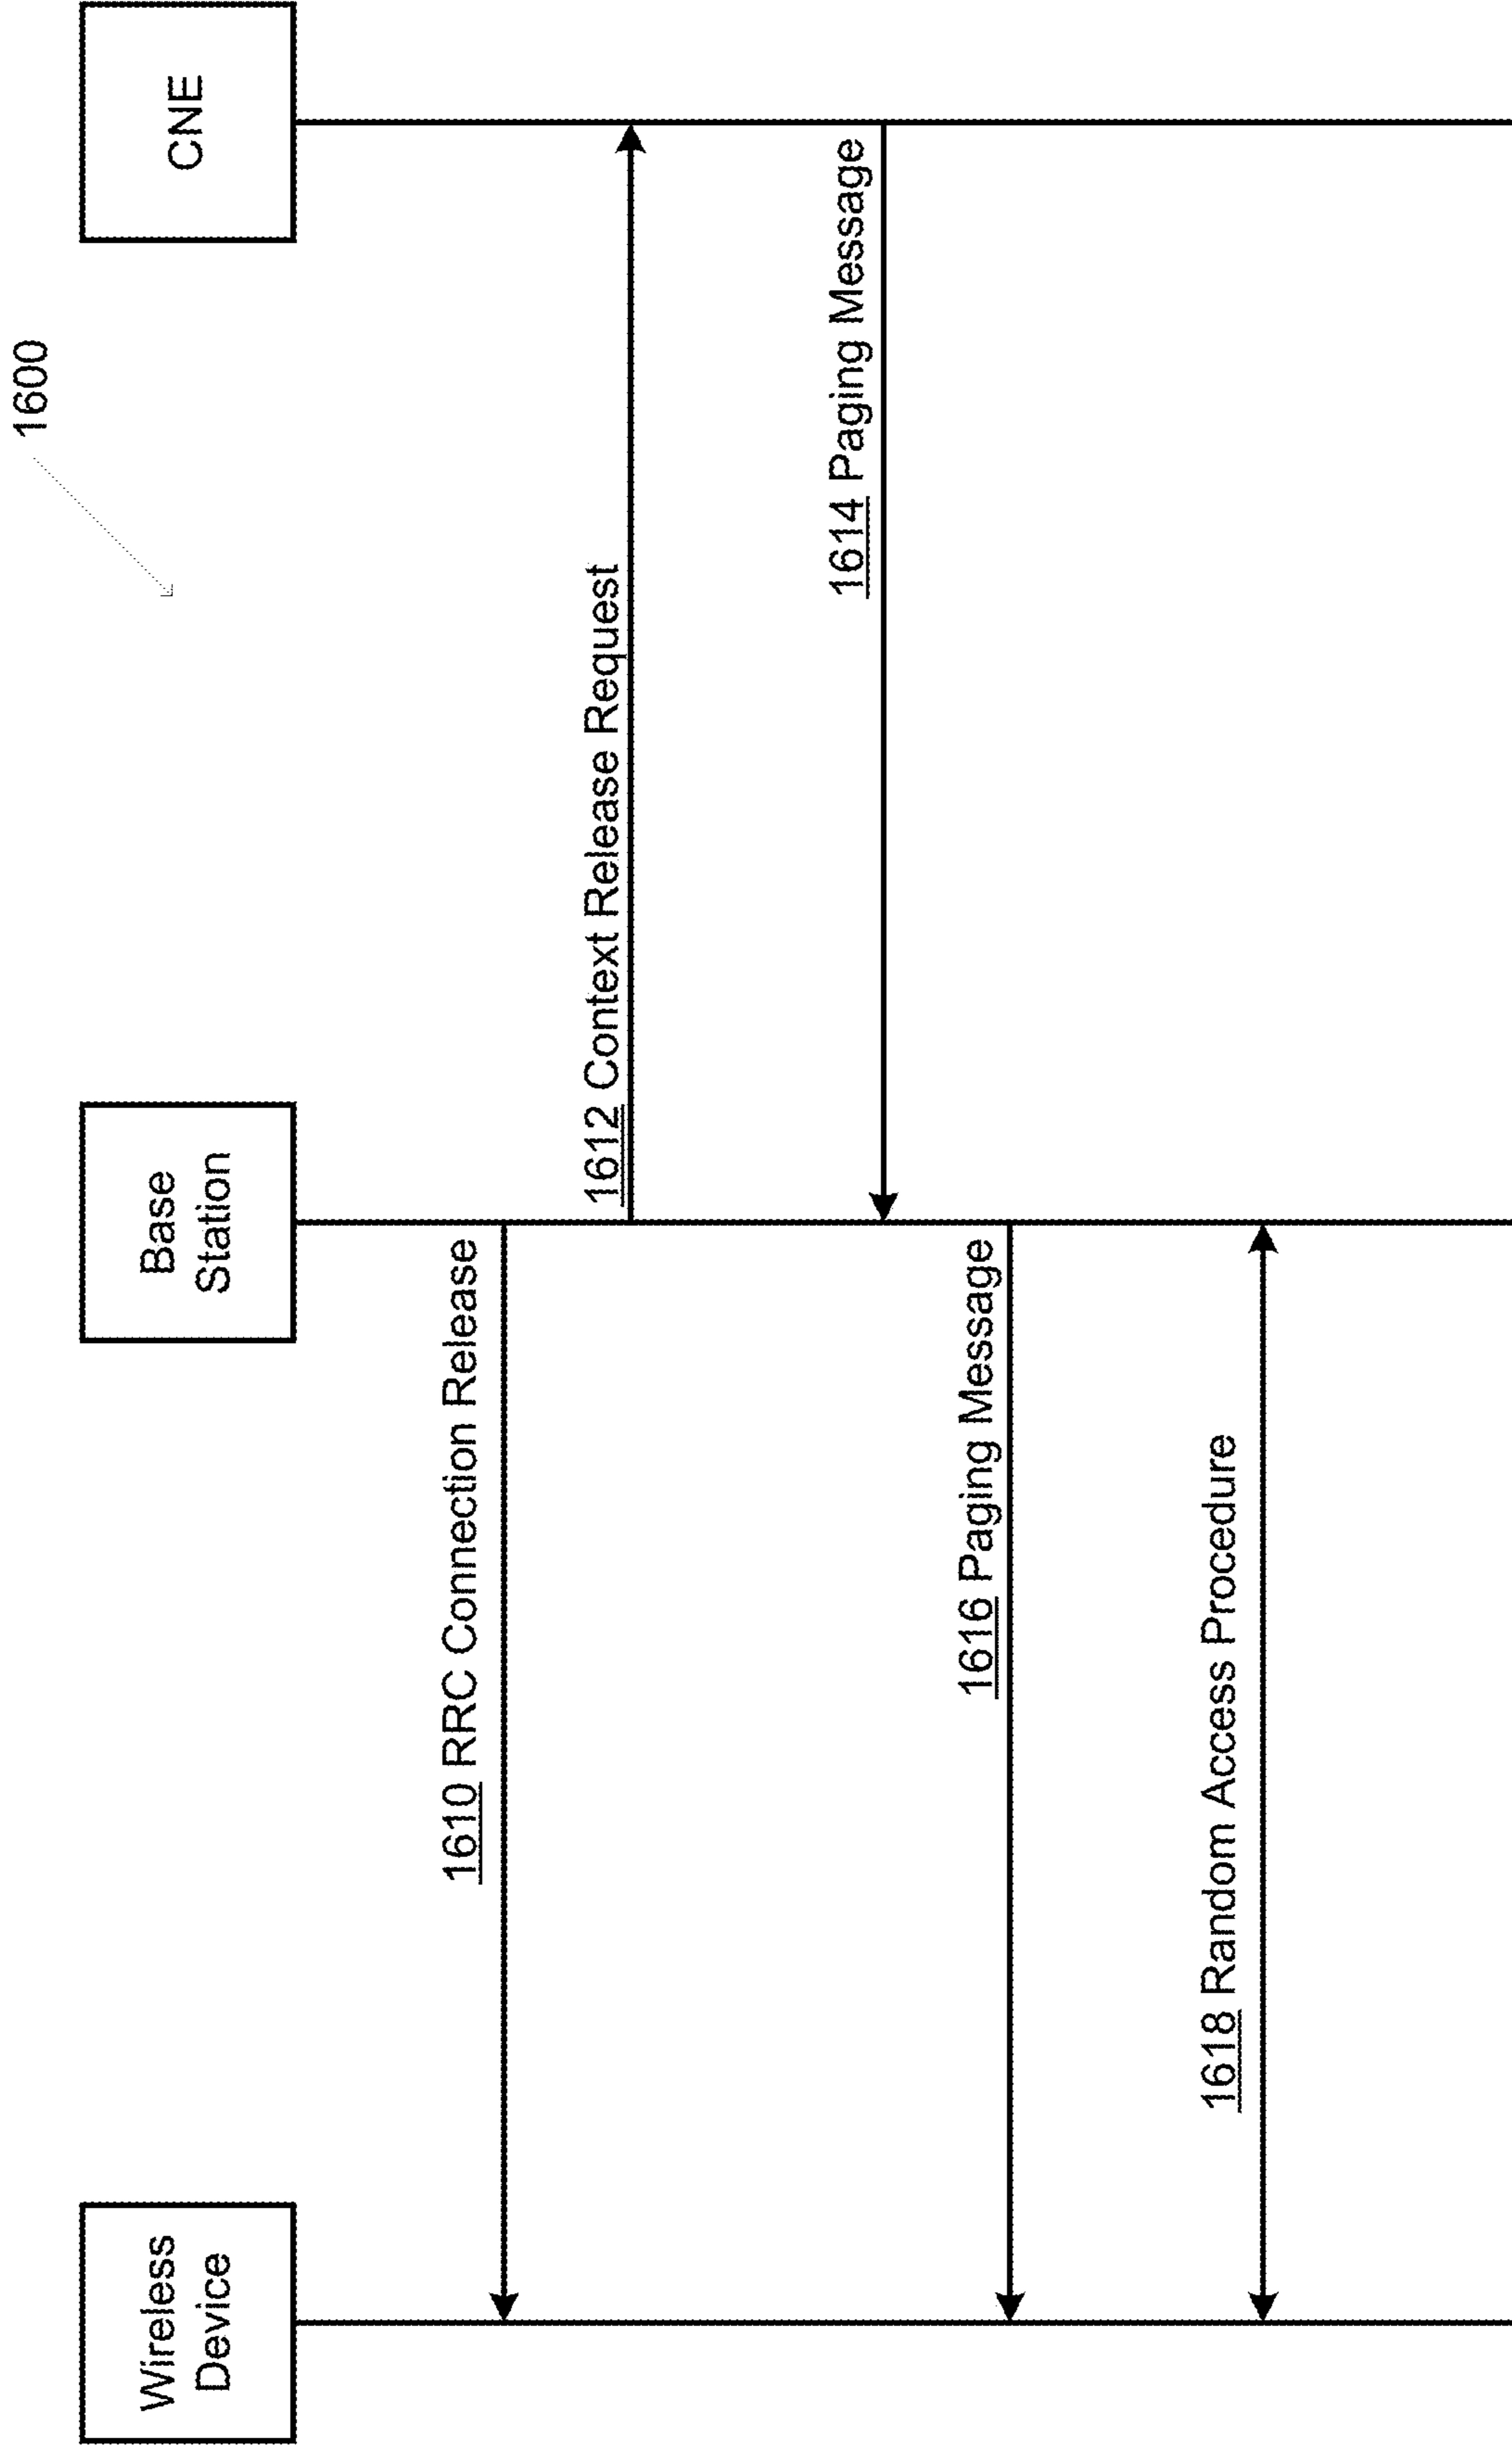 1600
Wireless
Device
Base
Station
CNE
1610 RRC Connection Release
1612 Context Release Request
1614 Paging Message
1616 Paging Message
1618 Random Access Procedure